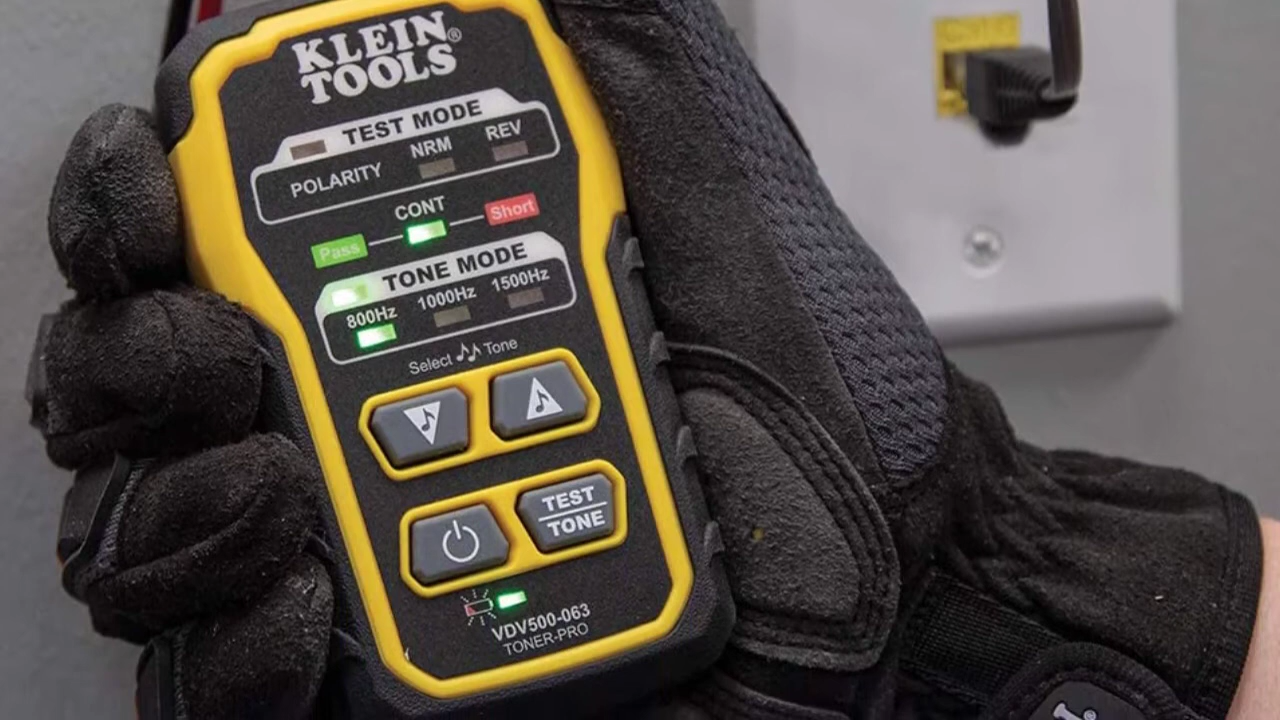 KLEIN®
TOOLS
TEST MODE
POLARITY NRM REV
CONT
Pass Short
TONE MODE
800Hz 1000Hz 1500Hz
Select Tone
TEST
TONE
VDV500-063
TONER-PRO